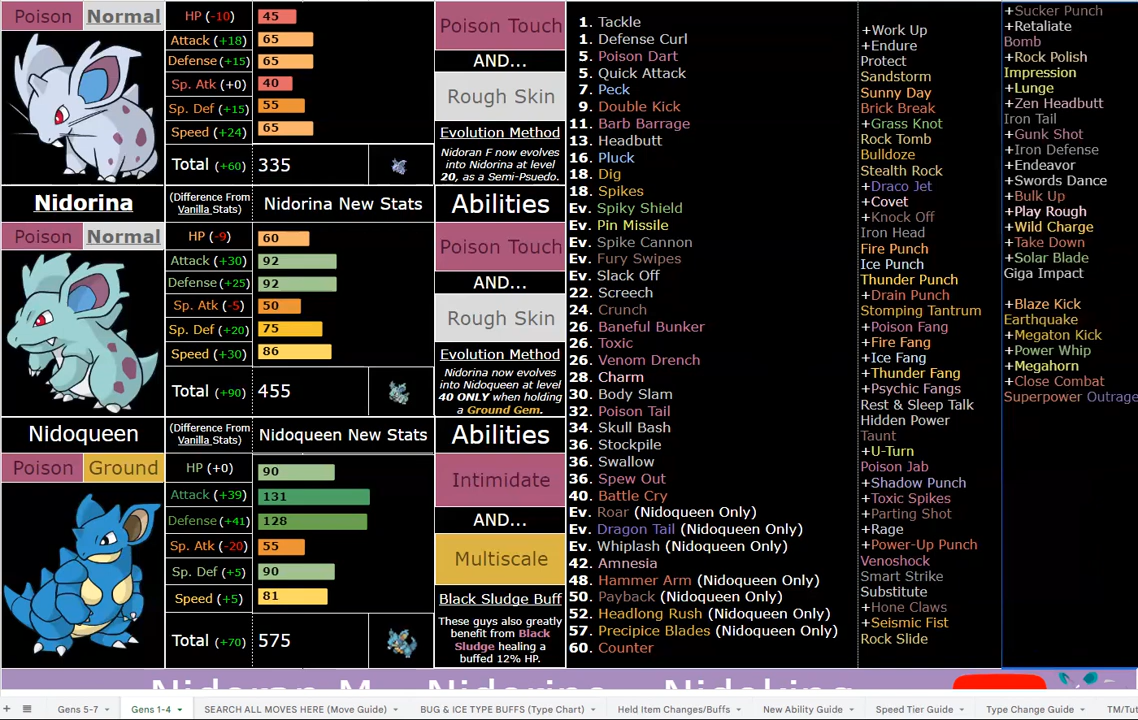 Poison Normal
HP (-10) 45
Attack (+18) 65
Defense (+15) 65
Sp. Atk (+0) 40
Sp. Def (+15) 55
Speed (+24) 65
Total (+60) 335
Poison Touch
AND...
Rough Skin
Evolution Method
Nidoran F now evolves
into Nidorina at level
20, as a Semi-Psuedo.
Nidorina
(Difference From
Vanilla Stats)
Nidorina New Stats
Abilities
Poison Normal
HP (-9) 60
Attack (+30) 92
Defense (+25) 92
Sp. Atk (-5) 50
Sp. Def (+20) 75
Speed (+30) 86
Total (+90) 455
Poison Touch
AND...
Rough Skin
Evolution Method
Nidorina now evolves
into Nidoqueen at level
40 ONLY when holding
a Ground Gem.
Nidoqueen
(Difference From
Vanilla Stats)
Nidoqueen New Stats
Abilities
Poison Ground
HP (+0) 90
Attack (+39) 131
Defense (+41) 128
Sp. Atk (-20) 55
Sp. Def (+5) 90
Speed (+5) 81
Total (+70) 575
Intimidate
AND...
Multiscale
Black Sludge Buff
These guys also greatly
benefit from Black
Sludge healing a
buffed 12% HP.
1. Tackle
1. Defense Curl
5. Poison Dart
5. Quick Attack
7. Peck
9. Double Kick
11. Barb Barrage
13. Headbutt
16. Pluck
18. Dig
18. Spikes
Ev. Spiky Shield
Ev. Pin Missile
Ev. Spike Cannon
Ev. Fury Swipes
Ev. Slack Off
22. Screech
24. Crunch
26. Baneful Bunker
26. Toxic
26. Venom Drench
28. Charm
30. Body Slam
32. Poison Tail
34. Skull Bash
36. Stockpile
36. Swallow
36. Spew Out
40. Battle Cry
Ev. Roar (Nidoqueen Only)
Ev. Dragon Tail (Nidoqueen Only)
Ev. Whiplash (Nidoqueen Only)
42. Amnesia
48. Hammer Arm (Nidoqueen Only)
50. Payback (Nidoqueen Only)
52. Headlong Rush (Nidoqueen Only)
57. Precipice Blades (Nidoqueen Only)
60. Counter
+Work Up
+Endure
Protect
Sandstorm
Sunny Day
Brick Break
+Grass Knot
Rock Tomb
Bulldoze
Stealth Rock
+Draco Jet
+Covet
+Knock Off
Iron Head
Fire Punch
Ice Punch
Thunder Punch
+Drain Punch
Stomping Tantrum
+Poison Fang
+Fire Fang
+Ice Fang
+Thunder Fang
+Psychic Fangs
Rest & Sleep Talk
Hidden Power
Taunt
+U-Turn
Poison Jab
+Shadow Punch
+Toxic Spikes
+Parting Shot
+Rage
+Power-Up Punch
Venoshock
Smart Strike
Substitute
+Hone Claws
+Seismic Fist
Rock Slide
+Sucker Punch
+Retaliate
Bomb
+Rock Polish
Impression
+Lunge
+Zen Headbutt
Iron Tail
+Gunk Shot
+Iron Defense
+Endeavor
+Swords Dance
+Bulk Up
+Play Rough
+Wild Charge
+Take Down
+Solar Blade
Giga Impact
+Blaze Kick
Earthquake
+Megaton Kick
+Power Whip
+Megahorn
+Close Combat
Superpower Outrage
Nidoran M Nidorino Nidoking
Gens 5-7
Gens 1-4
SEARCH ALL MOVES HERE (Move Guide)
BUG & ICE TYPE BUFFS (Type Chart)
Held Item Changes/Buffs
New Ability Guide
Speed Tier Guide
Type Change Guide
TM/Tut